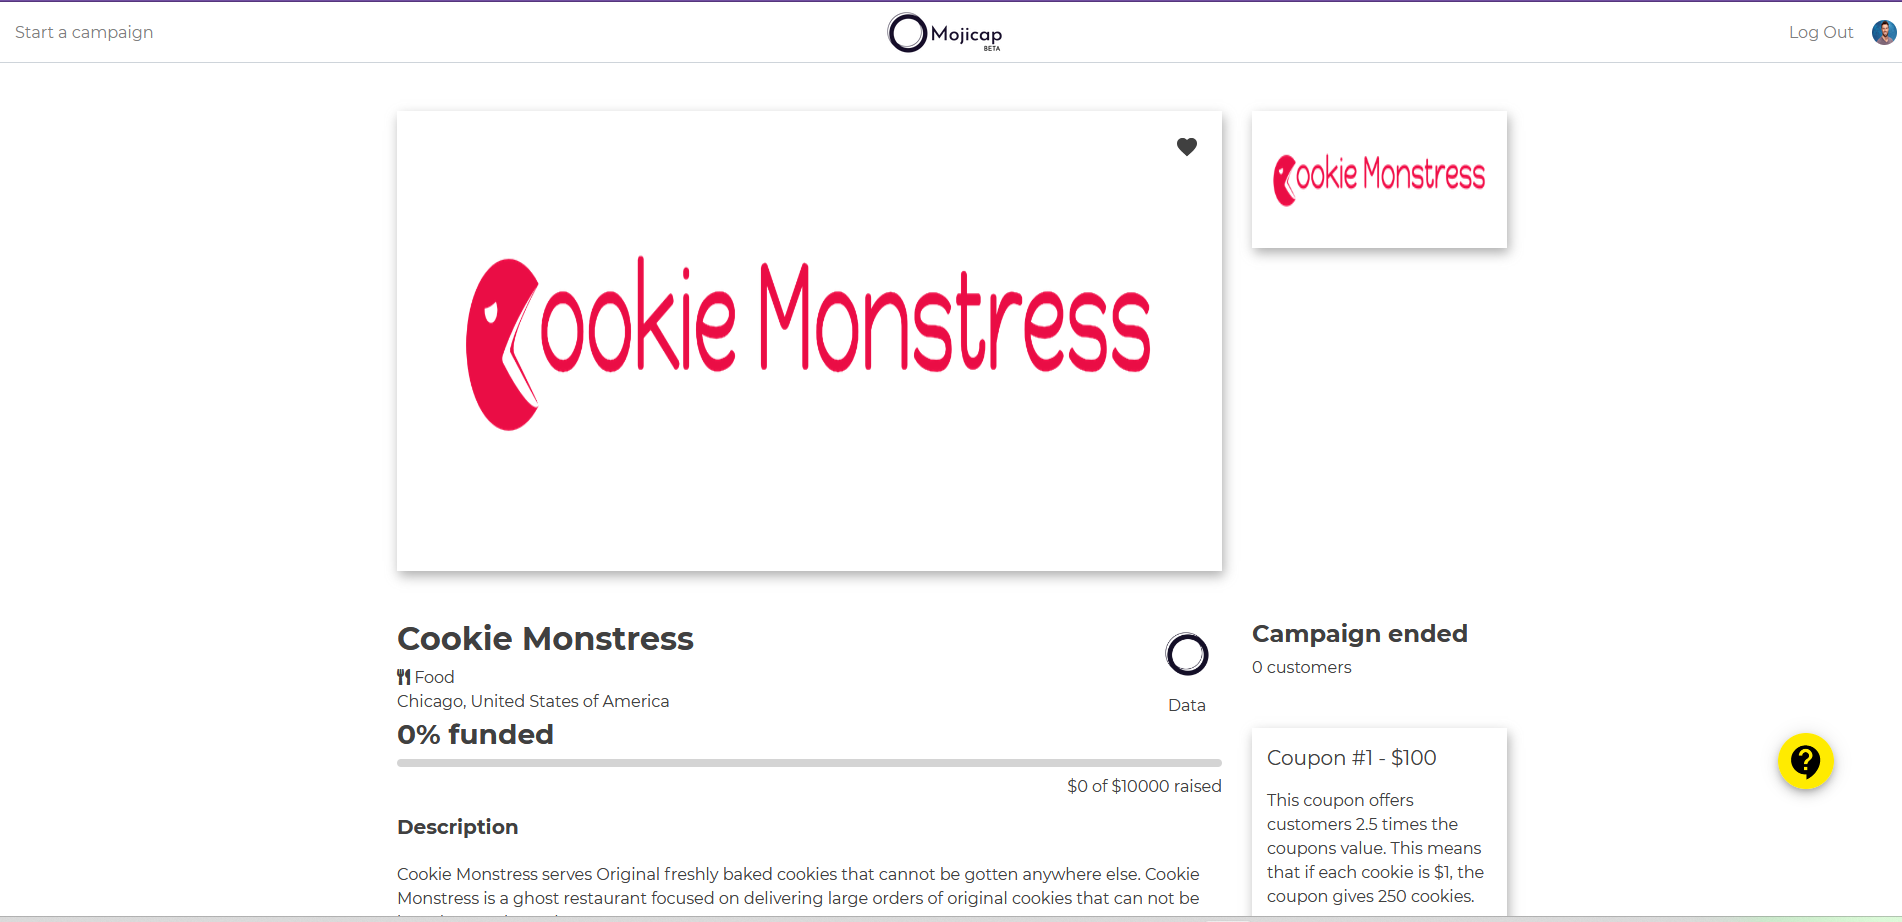 Start a campaign
Mojicap
BETA
Log Out
Cookie Monstress
Cookie Monstress
Cookie Monstress
Food
Chicago, United States of America
Data
0% funded
$0 of $10000 raised
Description
Cookie Monstress serves Original freshly baked cookies that cannot be gotten anywhere else. Cookie
Monstress is a ghost restaurant focused on delivering large orders of original cookies that can not be
Campaign ended
0 customers
Coupon #1 - $100
This coupon offers
customers 2.5 times the
coupons value. This means
that if each cookie is $1, the
coupon gives 250 cookies.